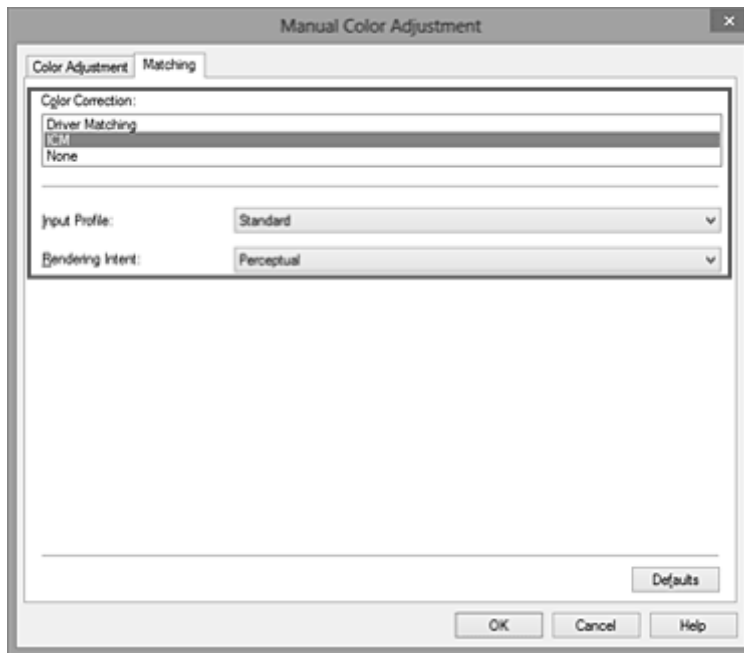 Manual Color Adjustment
Color Adjustment Matching
Color Correction:
Driver Matching
ICM
None
Input Profile: Standard
Rendering Intent: Perceptual
Defaults
OK Cancel Help